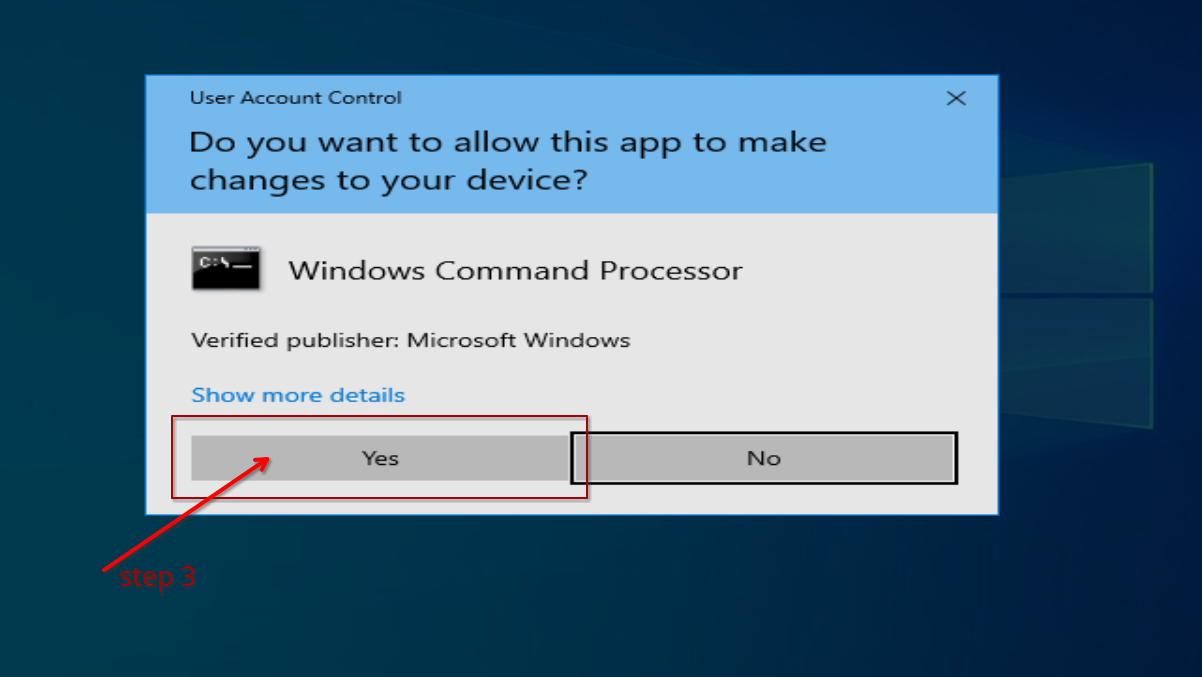 User Account Control
Do you want to allow this app to make
changes to your device?
C:\
Windows Command Processor
Verified publisher: Microsoft Windows
Show more details
Yes
No
step 3